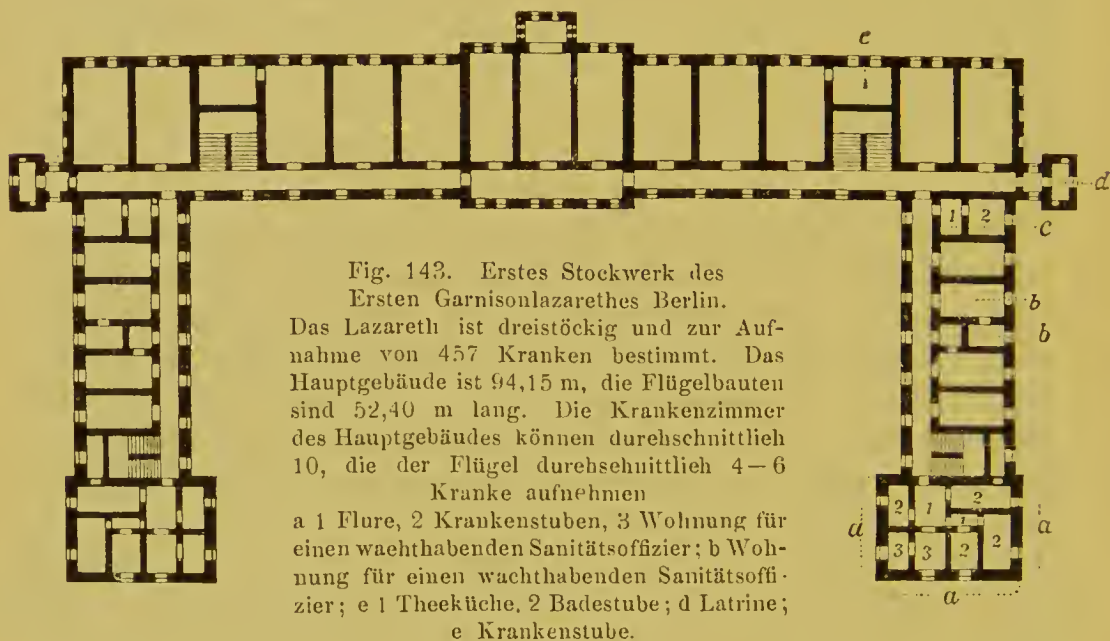 e
1
d
1 2
c
b
b
Fig. 143. Erstes Stockwerk des
Ersten Garnisonlazarethes Berlin.
Das Lazareth ist dreistöckig und zur Auf-
nahme von 457 Kranken bestimmt. Das
Hauptgebäude ist 94,15 m, die Flügelbauten
sind 52,40 m lang. Die Krankenzimmer
des Hauptgebäudes können durchschnittlich
10, die der Flügel durchschnittlich 4–6
Kranke aufnehmen
a 1 Flure, 2 Krankenstuben, 3 Wohnung für
einen wachthabenden Sanitätsoffizier; b Woh-
nung für einen wachthabenden Sanitätsoffi-
zier; c 1 Theeküche, 2 Badestube; d Latrine;
e Krankenstube.
2 1 2
a 1 a
3 3 2 2
a